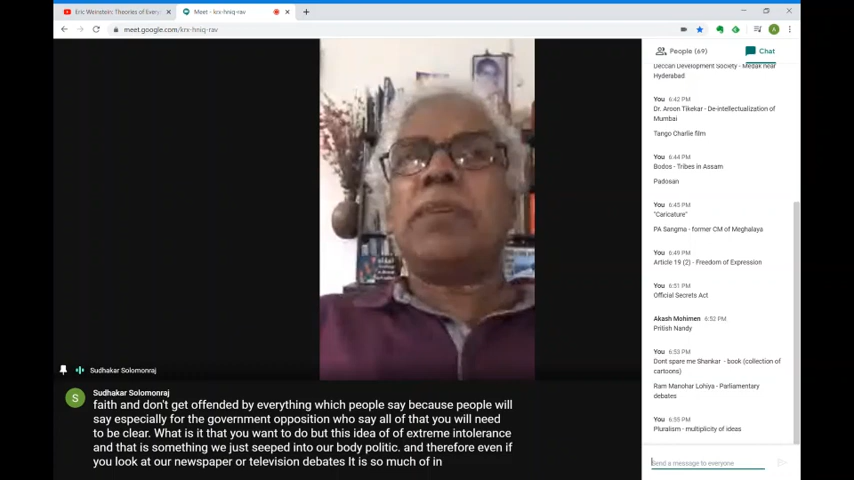 Eric Weinstein: Theories of Every
Meet - krx-hniq-rav
meet.google.com/krx-hniq-rav
A
People (69)
Chat
Deccan Development Society - Medak near
Hyderabad
You 6:42 PM
Dr. Aroon Tikekar - De-intellectualization of
Mumbai
Tango Charlie film
You 6:44 PM
Bodos - Tribes in Assam
Padosan
You 6:45 PM
"Caricature"
PA Sangma - former CM of Meghalaya
You 6:49 PM
Article 19 (2) - Freedom of Expression
You 6:51 PM
Official Secrets Act
Akash Mohimen 6:52 PM
Pritish Nandy
You 6:53 PM
Dont spare me Shankar - book (collection of
cartoons)
Ram Manohar Lohiya - Parliamentary
debates
You 6:55 PM
Pluralism - multiplicity of ideas
Send a message to everyone
Sudhakar Solomonraj
S
Sudhakar Solomonraj
faith and don't get offended by everything which people say because people will
say especially for the government opposition who say all of that you will need
to be clear. What is it that you want to do but this idea of of extreme intolerance
and that is something we just seeped into our body politic. and therefore even if
you look at our newspaper or television debates It is so much of in